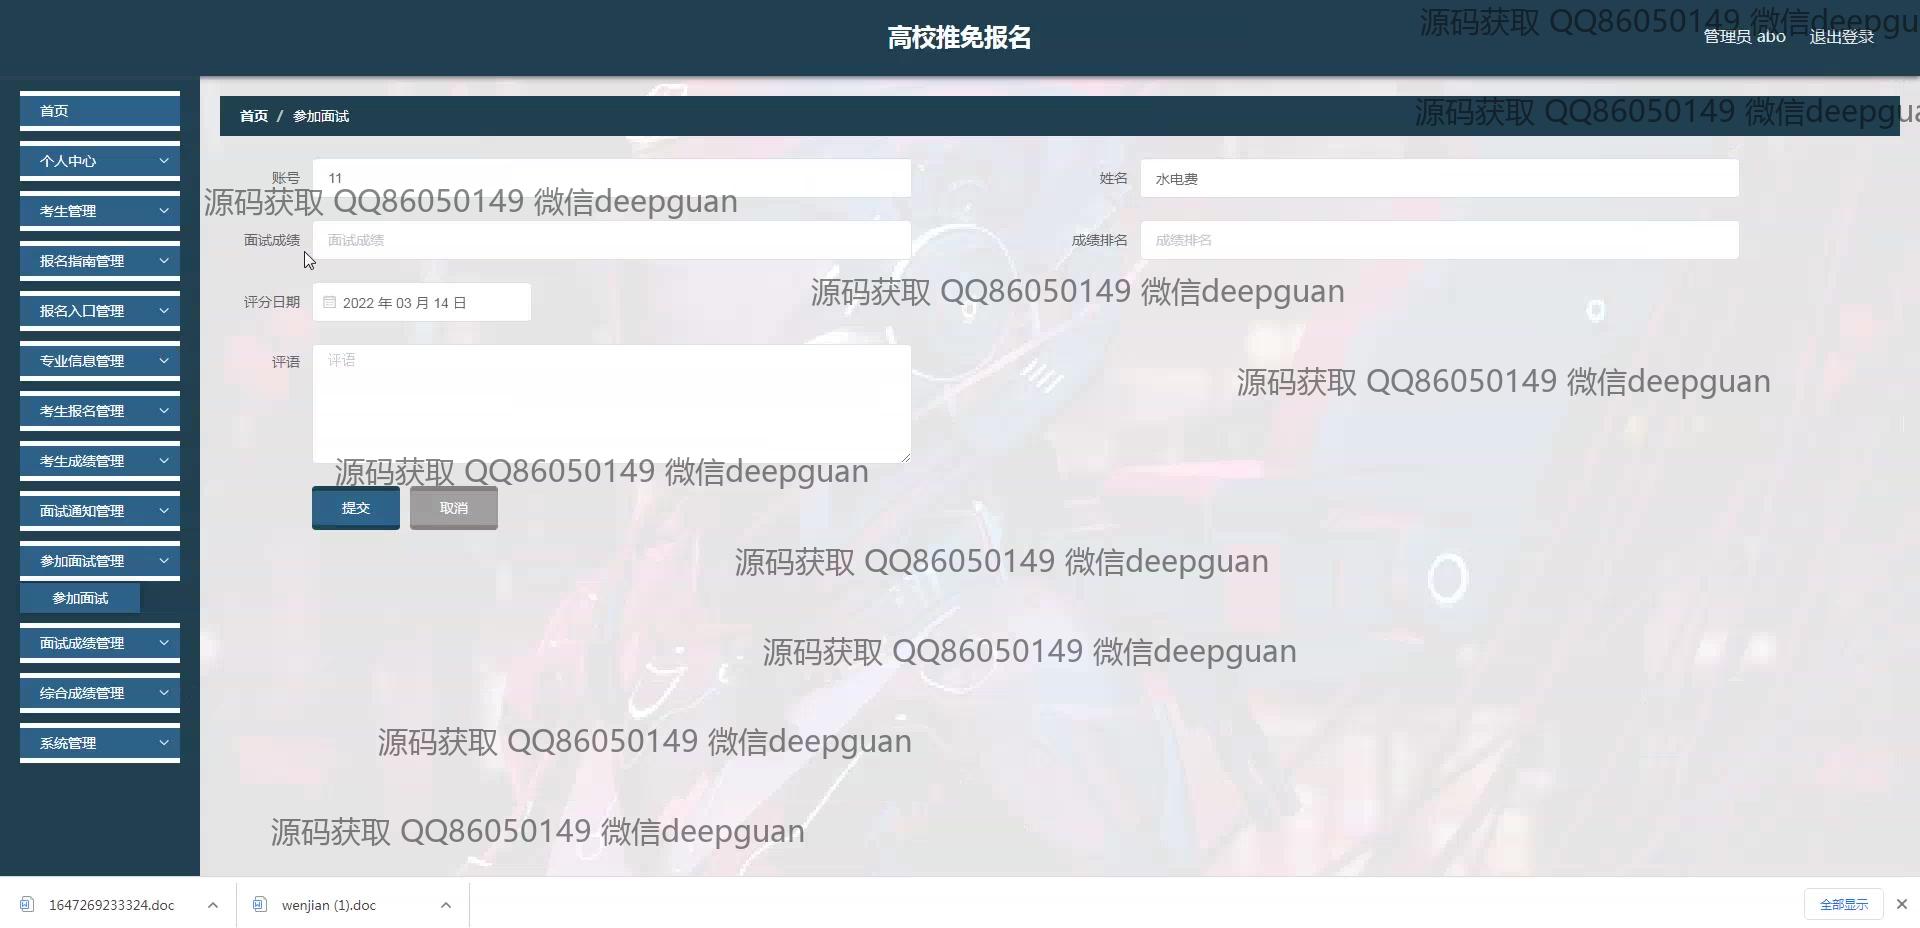 高校推免报名
源码获取 QQ86050149 微信deepgu
管理员 abo
退出登录
首页
首页 / 参加面试
源码获取 QQ86050149 微信deepgua
个人中心
账号
11
姓名
水电费
源码获取 QQ86050149 微信deepguan
考生管理
面试成绩
面试成绩
成绩排名
成绩排名
报名指南管理
评分日期
2022 年 03 月 14 日
源码获取 QQ86050149 微信deepguan
报名入口管理
评语
评语
专业信息管理
源码获取 QQ86050149 微信deepguan
考生报名管理
考生成绩管理
源码获取 QQ86050149 微信deepguan
提交
取消
面试通知管理
参加面试管理
源码获取 QQ86050149 微信deepguan
参加面试
面试成绩管理
源码获取 QQ86050149 微信deepguan
综合成绩管理
系统管理
源码获取 QQ86050149 微信deepguan
源码获取 QQ86050149 微信deepguan
1647269233324.doc
wenjian (1).doc
全部显示